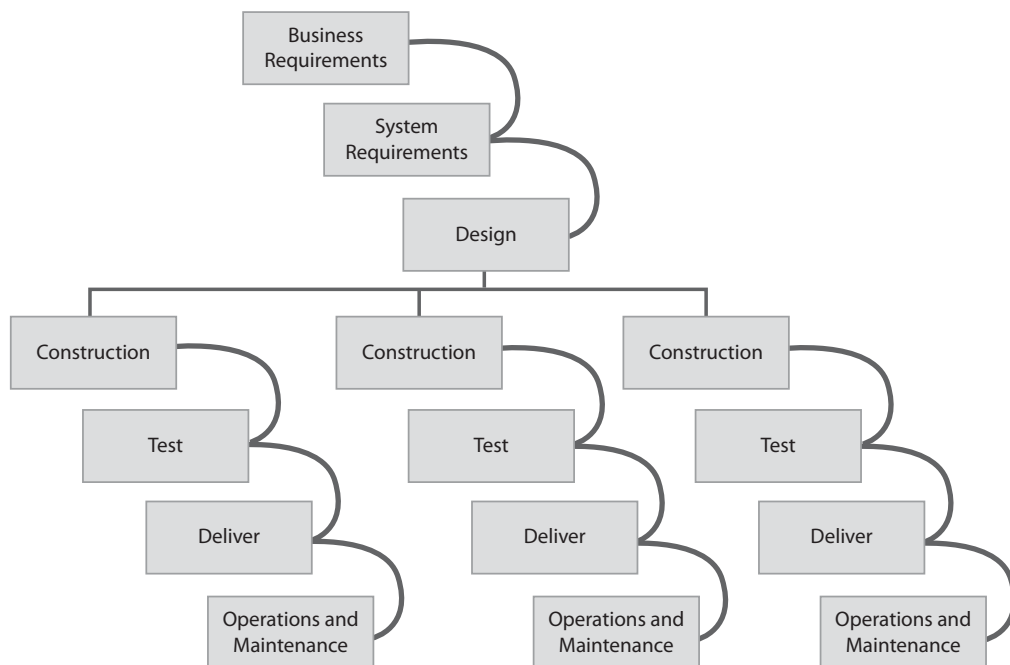 Business
Requirements
System
Requirements
Design
Construction
Construction
Construction
Test
Test
Test
Deliver
Deliver
Deliver
Operations and
Maintenance
Operations and
Maintenance
Operations and
Maintenance